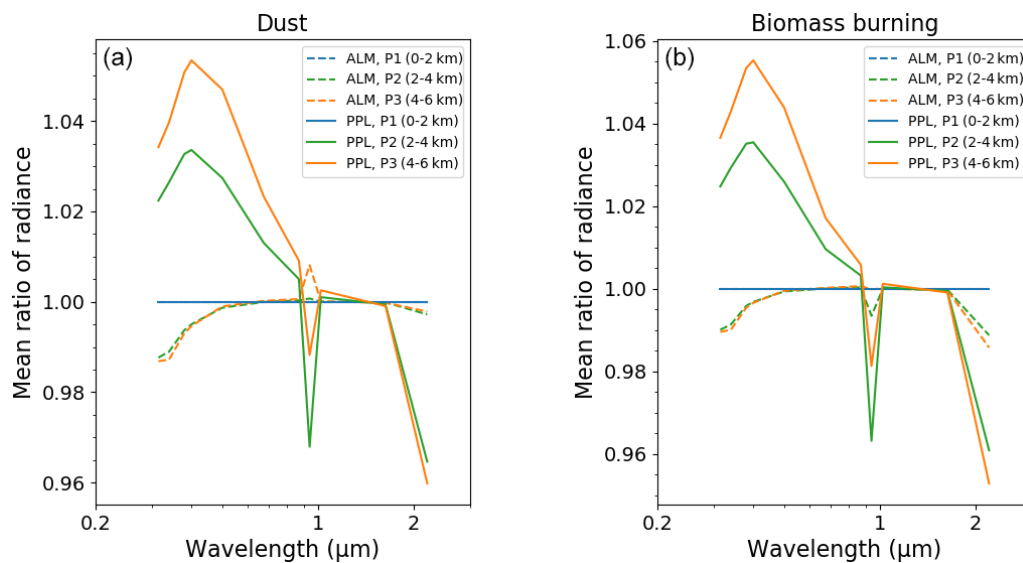 Dust
(a)
ALM, P1 (0-2 km)
ALM, P2 (2-4 km)
ALM, P3 (4-6 km)
PPL, P1 (0-2 km)
PPL, P2 (2-4 km)
PPL, P3 (4-6 km)
Mean ratio of radiance
1.04
1.02
1.00
0.98
0.96
0.2
1
2
Wavelength (μm)
Biomass burning
(b)
ALM, P1 (0-2 km)
ALM, P2 (2-4 km)
ALM, P3 (4-6 km)
PPL, P1 (0-2 km)
PPL, P2 (2-4 km)
PPL, P3 (4-6 km)
Mean ratio of radiance
1.06
1.04
1.02
1.00
0.98
0.96
0.2
1
2
Wavelength (μm)